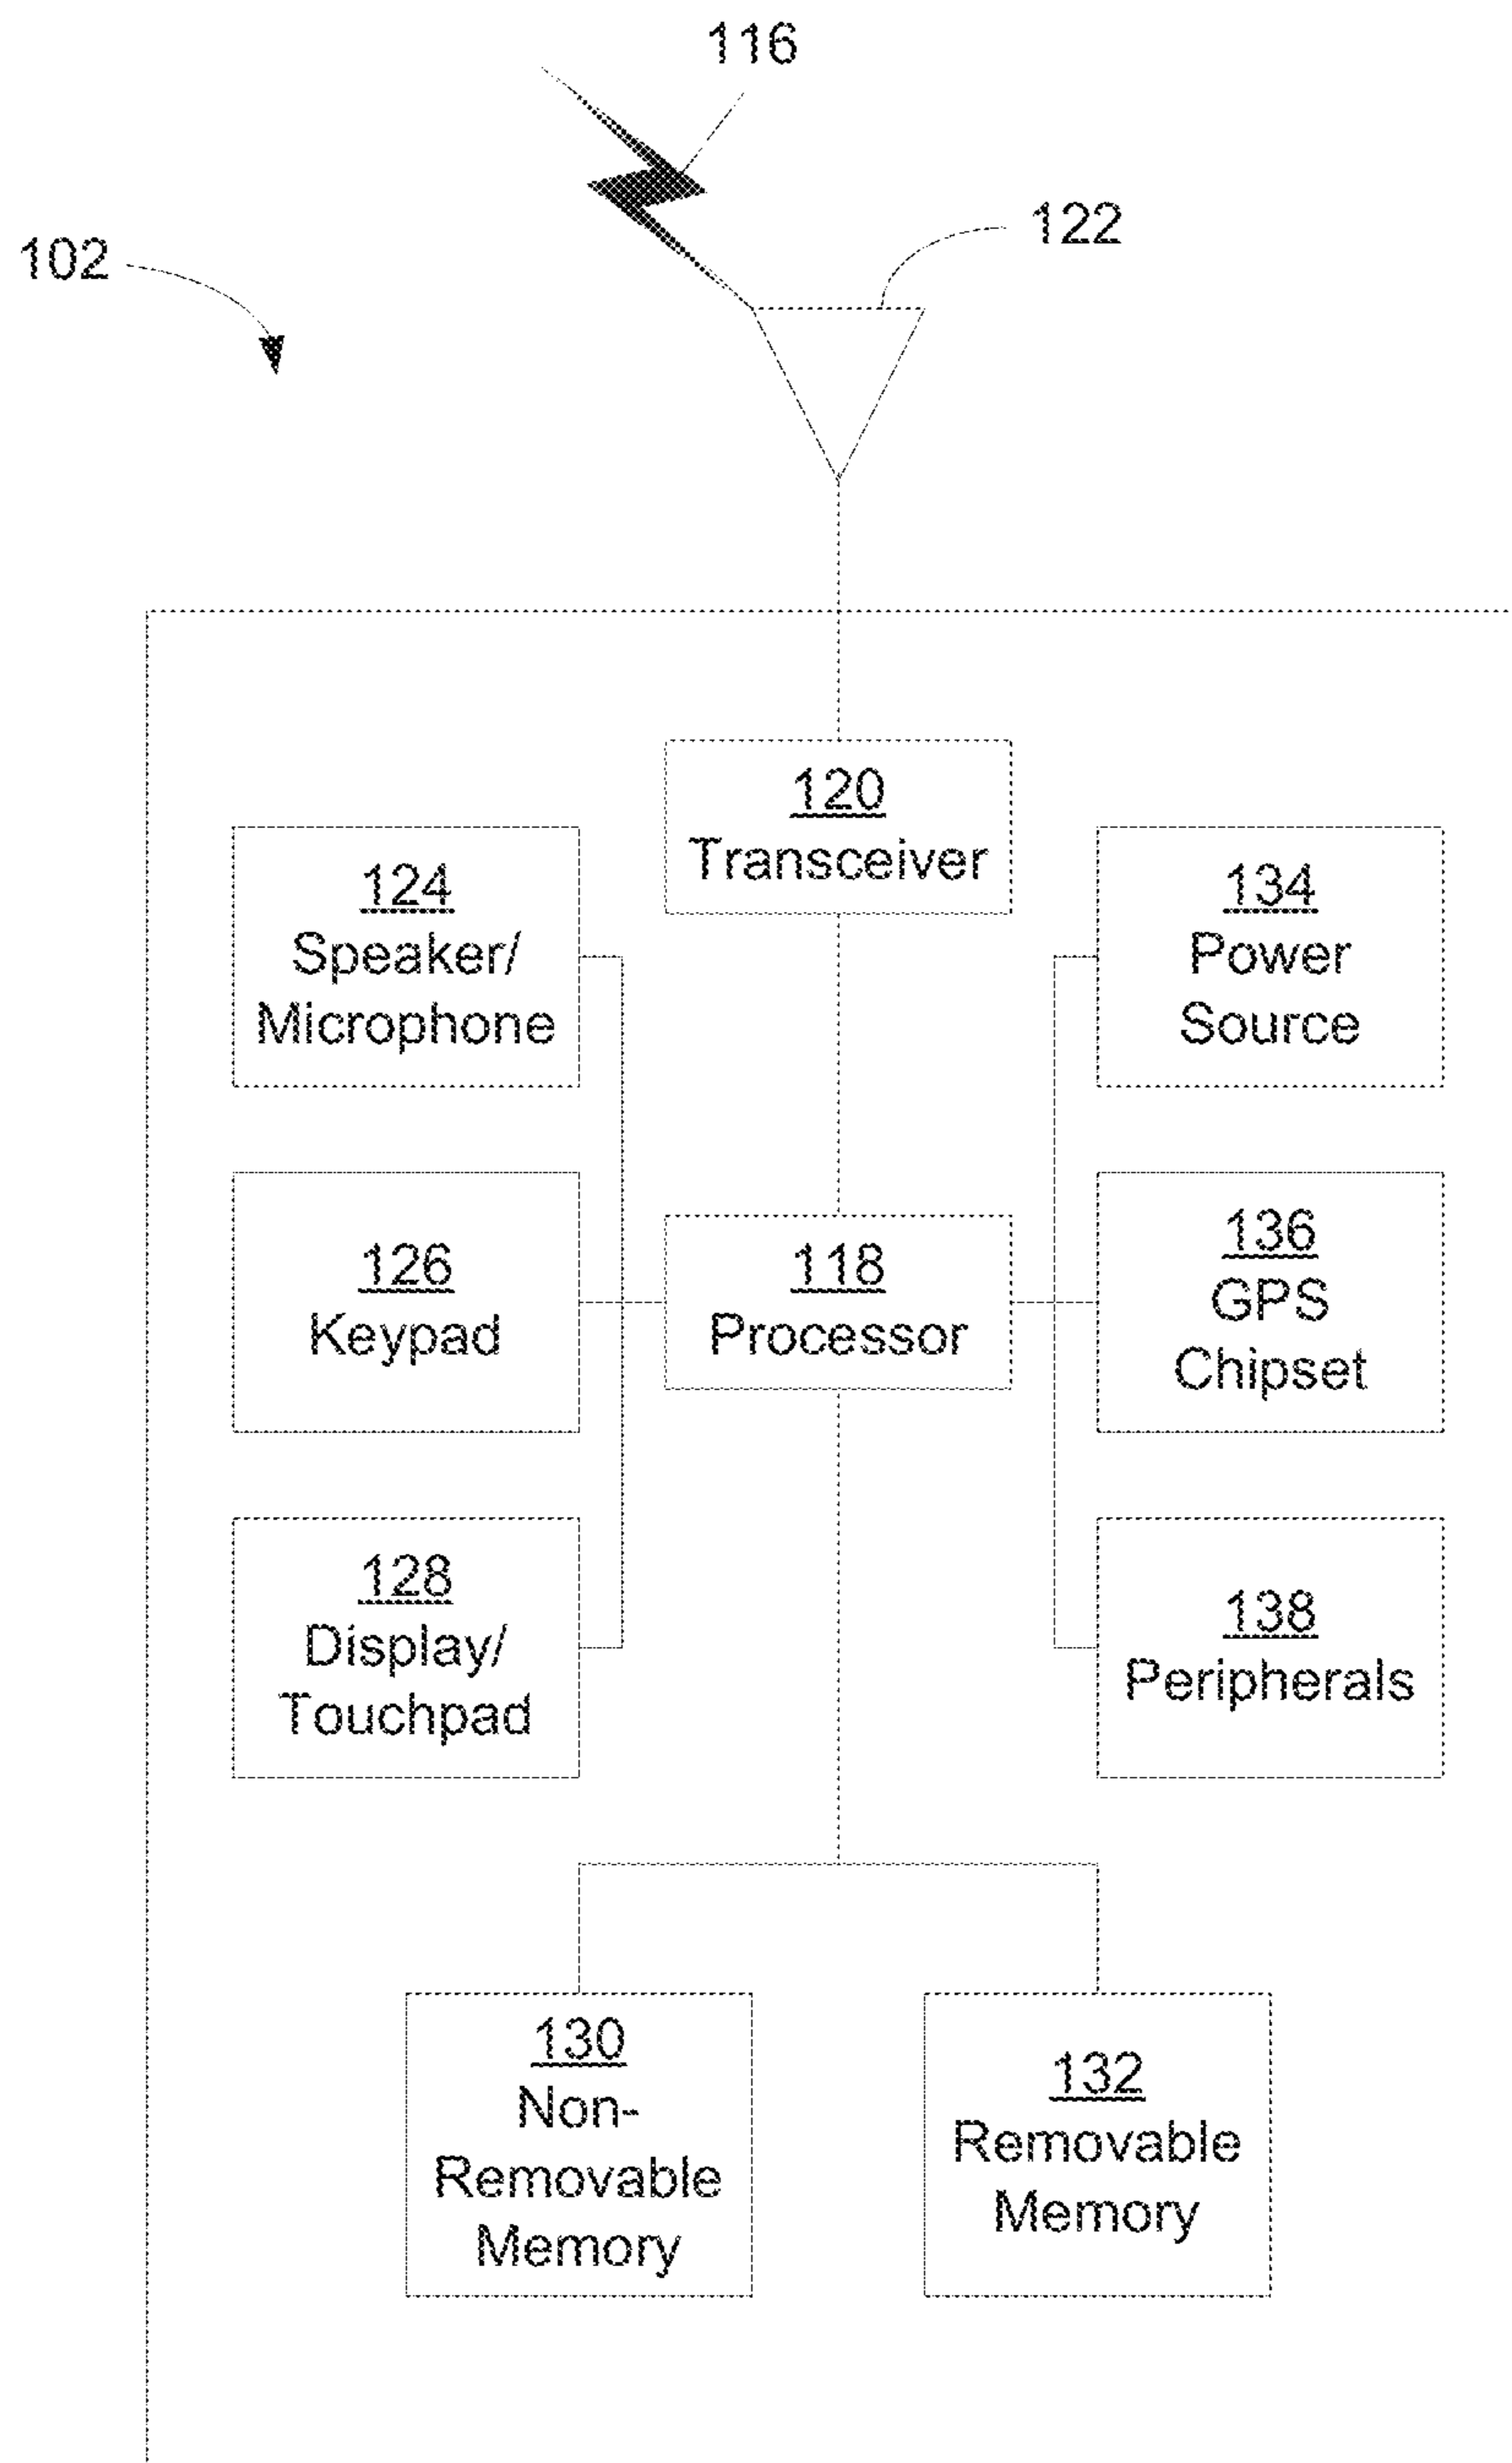 116
122
102
120
Transceiver
124
Speaker/
Microphone
134
Power
Source
126
Keypad
118
Processor
136
GPS
Chipset
128
Display/
Touchpad
138
Peripherals
130
Non-
Removable
Memory
132
Removable
Memory